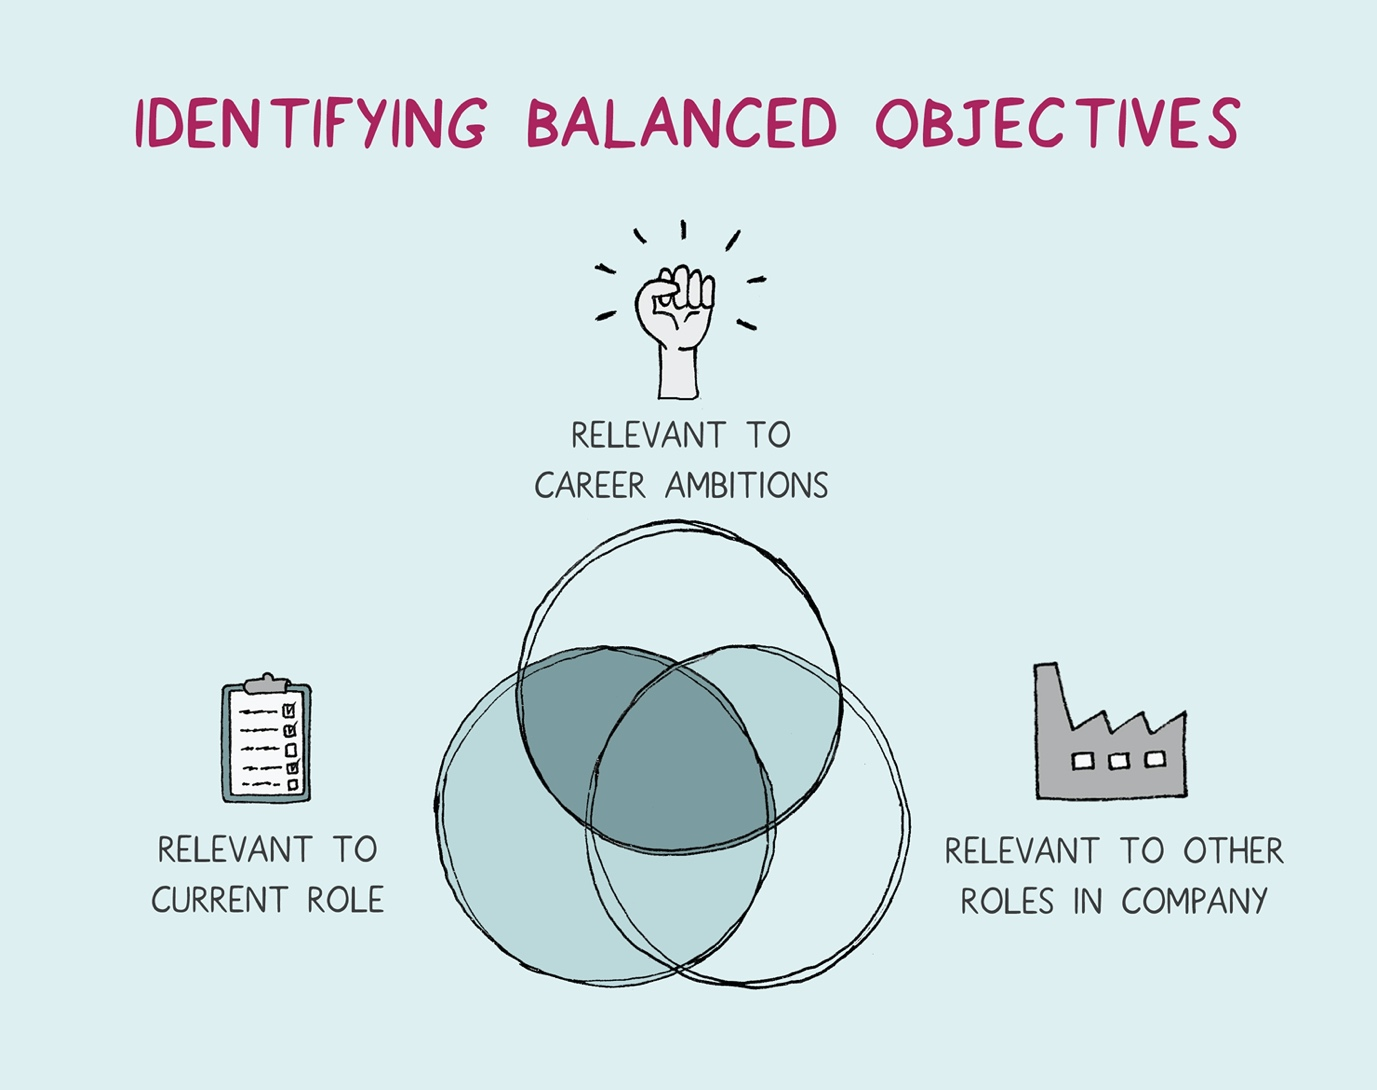 IDENTIFYING BALANCED OBJECTIVES
RELEVANT TO
CAREER AMBITIONS
RELEVANT TO
CURRENT ROLE
RELEVANT TO OTHER
ROLES IN COMPANY